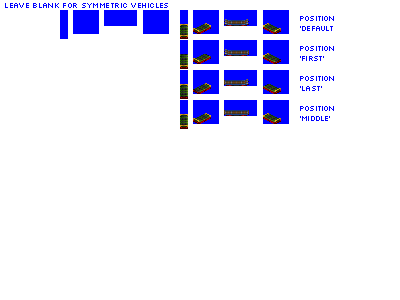 LEAVE BLANK FOR SYMMETRIC VEHICLES
POSITION
'DEFAULT
POSITION
'FIRST'
POSITION
'LAST'
POSITION
'MIDDLE'